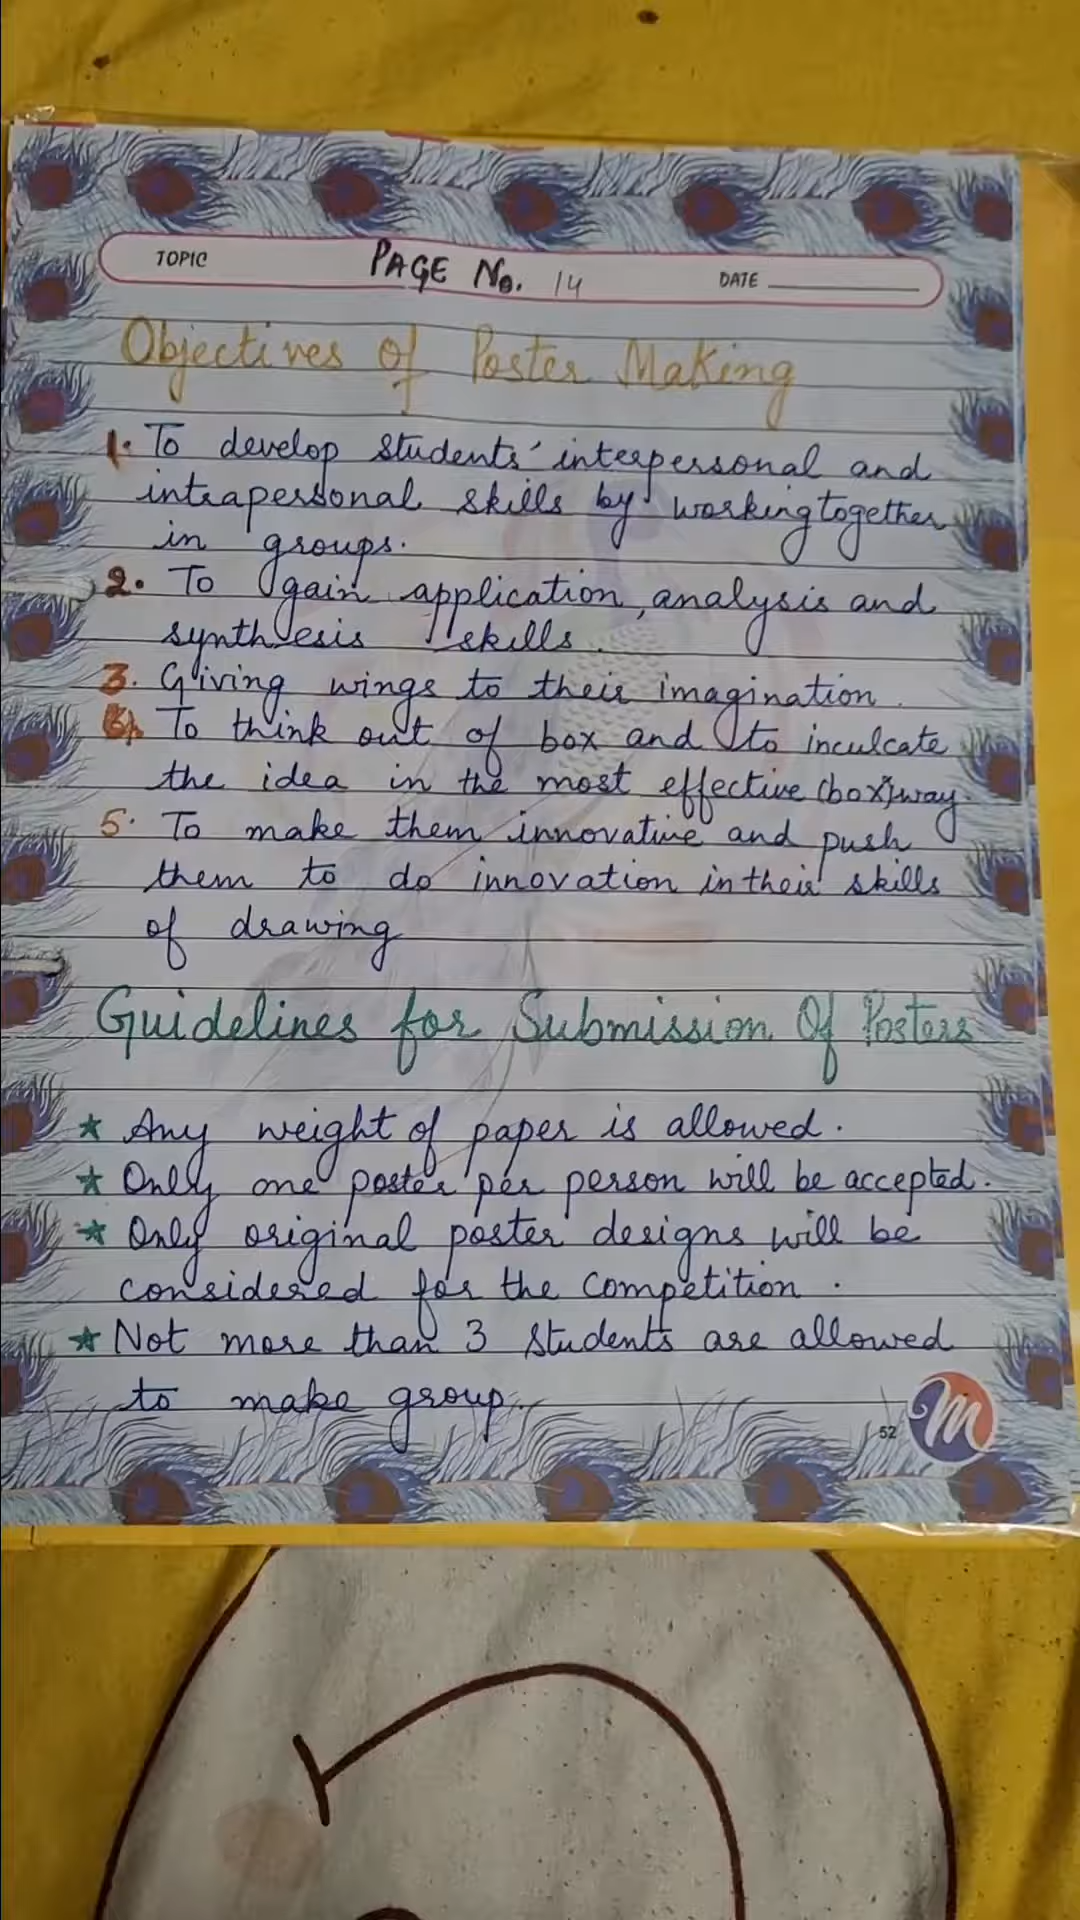 TOPIC PAGE No. 14 DATE
Objectives of Poster Making
1. To develop students' interpersonal and
intrapersonal skills by working together
in groups.
2. To gain application, analysis and
synthesis skills.
3. Giving wings to their imagination.
4. To think out of box and to inculcate
the idea in the most effective (box) way.
5. To make them innovative and push
them to do innovation in their skills
of drawing
Guidelines for Submission Of Posters
★ Any weight of paper is allowed.
★ Only one poster per person will be accepted.
★ Only original poster designs will be
considered for the competition.
★ Not more than 3 students are allowed
to make group.
52 M